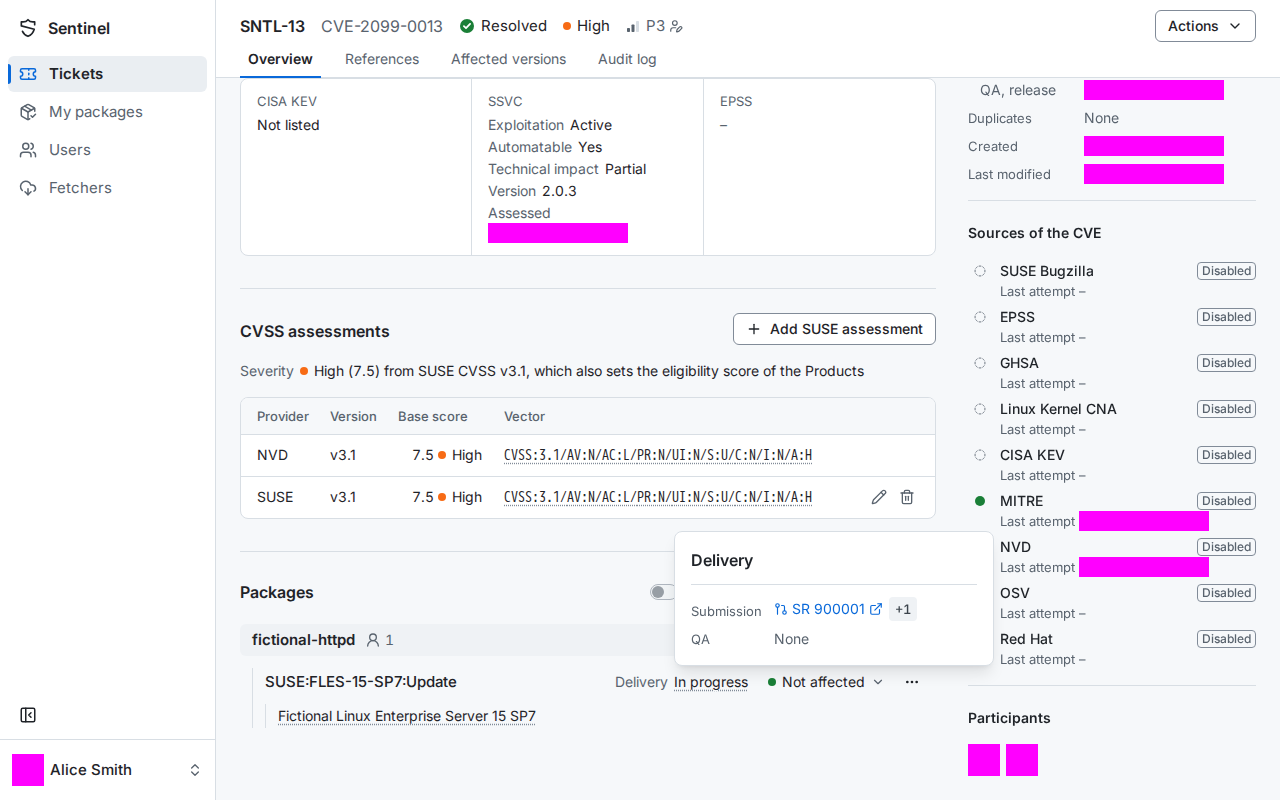 Sentinel
Tickets
My packages
Users
Fetchers
Alice Smith
SNTL-13 CVE-2099-0013 Resolved High P3
Actions
Overview References Affected versions Audit log
CISA KEV
Not listed
SSVC
Exploitation Active
Automatable Yes
Technical impact Partial
Version 2.0.3
Assessed
EPSS
–
CVSS assessments
Add SUSE assessment
Severity High (7.5) from SUSE CVSS v3.1, which also sets the eligibility score of the Products
Provider Version Base score Vector
NVD v3.1 7.5 High CVSS:3.1/AV:N/AC:L/PR:N/UI:N/S:U/C:N/I:N/A:H
SUSE v3.1 7.5 High CVSS:3.1/AV:N/AC:L/PR:N/UI:N/S:U/C:N/I:N/A:H
Packages
fictional-httpd 1
SUSE:FLES-15-SP7:Update Delivery In progress Not affected
Fictional Linux Enterprise Server 15 SP7
Delivery
Submission SR 900001 +1
QA None
QA, release
Duplicates None
Created
Last modified
Sources of the CVE
SUSE Bugzilla Disabled
Last attempt –
EPSS Disabled
Last attempt –
GHSA Disabled
Last attempt –
Linux Kernel CNA Disabled
Last attempt –
CISA KEV Disabled
Last attempt –
MITRE Disabled
Last attempt
NVD Disabled
Last attempt
OSV Disabled
Last attempt –
Red Hat Disabled
Last attempt –
Participants